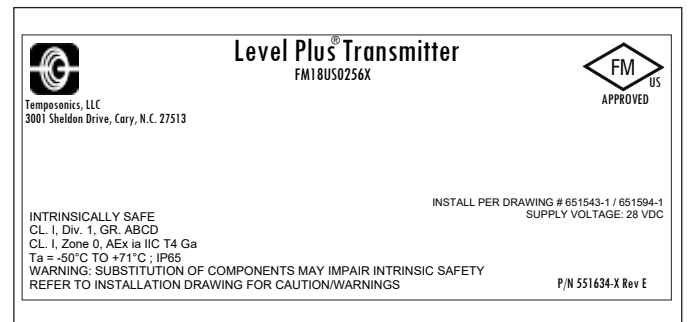 Level Plus® Transmitter
FM18US0256X
FM
US
APPROVED
Temposonics, LLC
3001 Sheldon Drive, Cary, N.C. 27513
INSTALL PER DRAWING # 651543-1 / 651594-1
SUPPLY VOLTAGE: 28 VDC
INTRINSICALLY SAFE
CL. I, Div. 1, GR. ABCD
CL. I, Zone 0, AEx ia IIC T4 Ga
Ta = -50°C TO +71°C ; IP65
WARNING: SUBSTITUTION OF COMPONENTS MAY IMPAIR INTRINSIC SAFETY
REFER TO INSTALLATION DRAWING FOR CAUTION/WARNINGS
P/N 551634-X Rev E